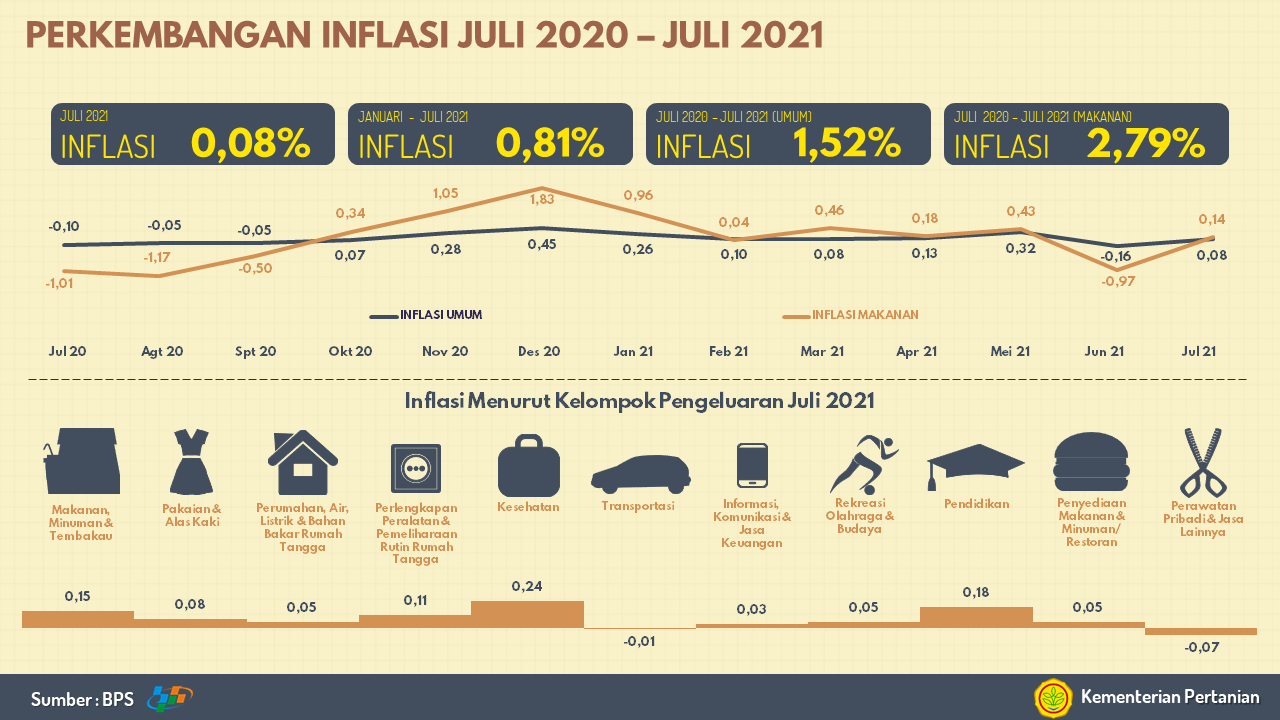 PERKEMBANGAN INFLASI JULI 2020 – JULI 2021
JULI 2021
INFLASI 0,08%
JANUARI - JULI 2021
INFLASI 0,81%
JULI 2020 – JULI 2021 (UMUM)
INFLASI 1,52%
JULI 2020 – JULI 2021 (MAKANAN)
INFLASI 2,79%
-0,10 -0,05 -0,05 0,07 0,28 0,45 0,26 0,10 0,08 0,13 0,32 -0,16 0,08
-1,01 -1,17 -0,50 0,34 1,05 1,83 0,96 0,04 0,46 0,18 0,43 -0,97 0,14
INFLASI UMUM
INFLASI MAKANAN
Jul 20 Agt 20 Spt 20 Okt 20 Nov 20 Des 20 Jan 21 Feb 21 Mar 21 Apr 21 Mei 21 Jun 21 Jul 21
Inflasi Menurut Kelompok Pengeluaran Juli 2021
Makanan,
Minuman &
Tembakau
Pakaian &
Alas Kaki
Perumahan, Air,
Listrik & Bahan
Bakar Rumah
Tangga
Perlengkapan
Peralatan &
Pemeliharaan
Rutin Rumah
Tangga
Kesehatan
Transportasi
Informasi,
Komunikasi &
Jasa
Keuangan
Rekreasi
Olahraga &
Budaya
Pendidikan
Penyediaan
Makanan &
Minuman/
Restoran
Perawatan
Pribadi & Jasa
Lainnya
0,15 0,08 0,05 0,11 0,24 -0,01 0,03 0,05 0,18 0,05 -0,07
Sumber : BPS
Kementerian Pertanian